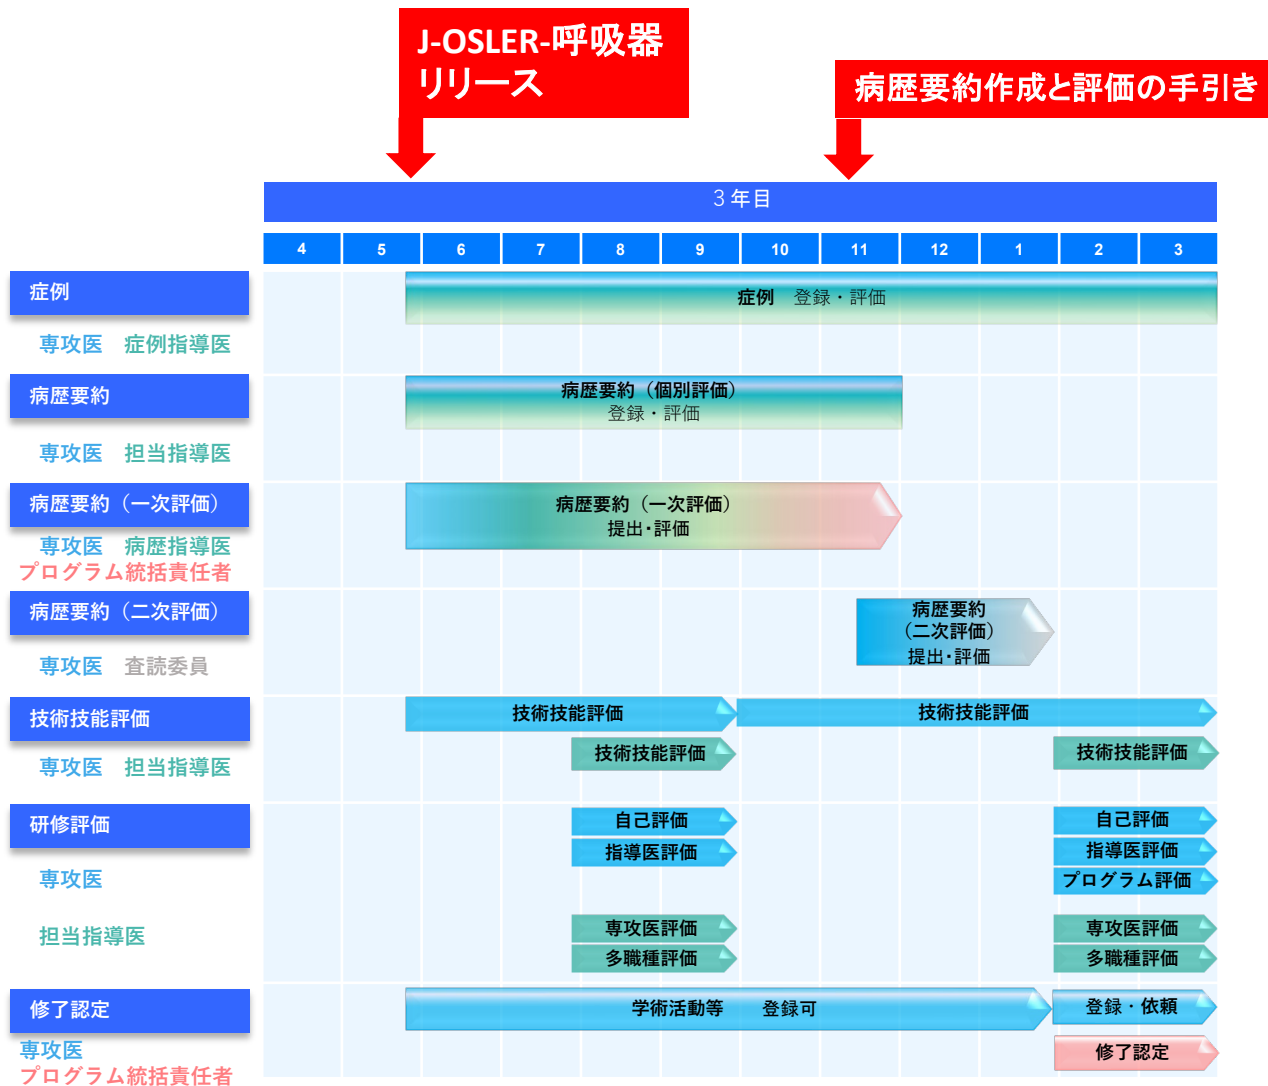 J-OSLER-呼吸器
リリース
病歴要約作成と評価の手引き
3年目
4 5 6 7 8 9 10 11 12 1 2 3
症例
症例 登録・評価
専攻医 症例指導医
病歴要約
病歴要約（個別評価）
登録・評価
専攻医 担当指導医
病歴要約（一次評価）
病歴要約（一次評価）
提出・評価
専攻医 病歴指導医
プログラム統括責任者
病歴要約（二次評価）
病歴要約
（二次評価）
提出・評価
専攻医 査読委員
技術技能評価
技術技能評価 技術技能評価
技術技能評価 技術技能評価
専攻医 担当指導医
研修評価
自己評価 自己評価
指導医評価 指導医評価
プログラム評価
専攻医
専攻医評価 専攻医評価
担当指導医
多職種評価 多職種評価
修了認定
学術活動等 登録可 登録・依頼
修了認定
専攻医
プログラム統括責任者